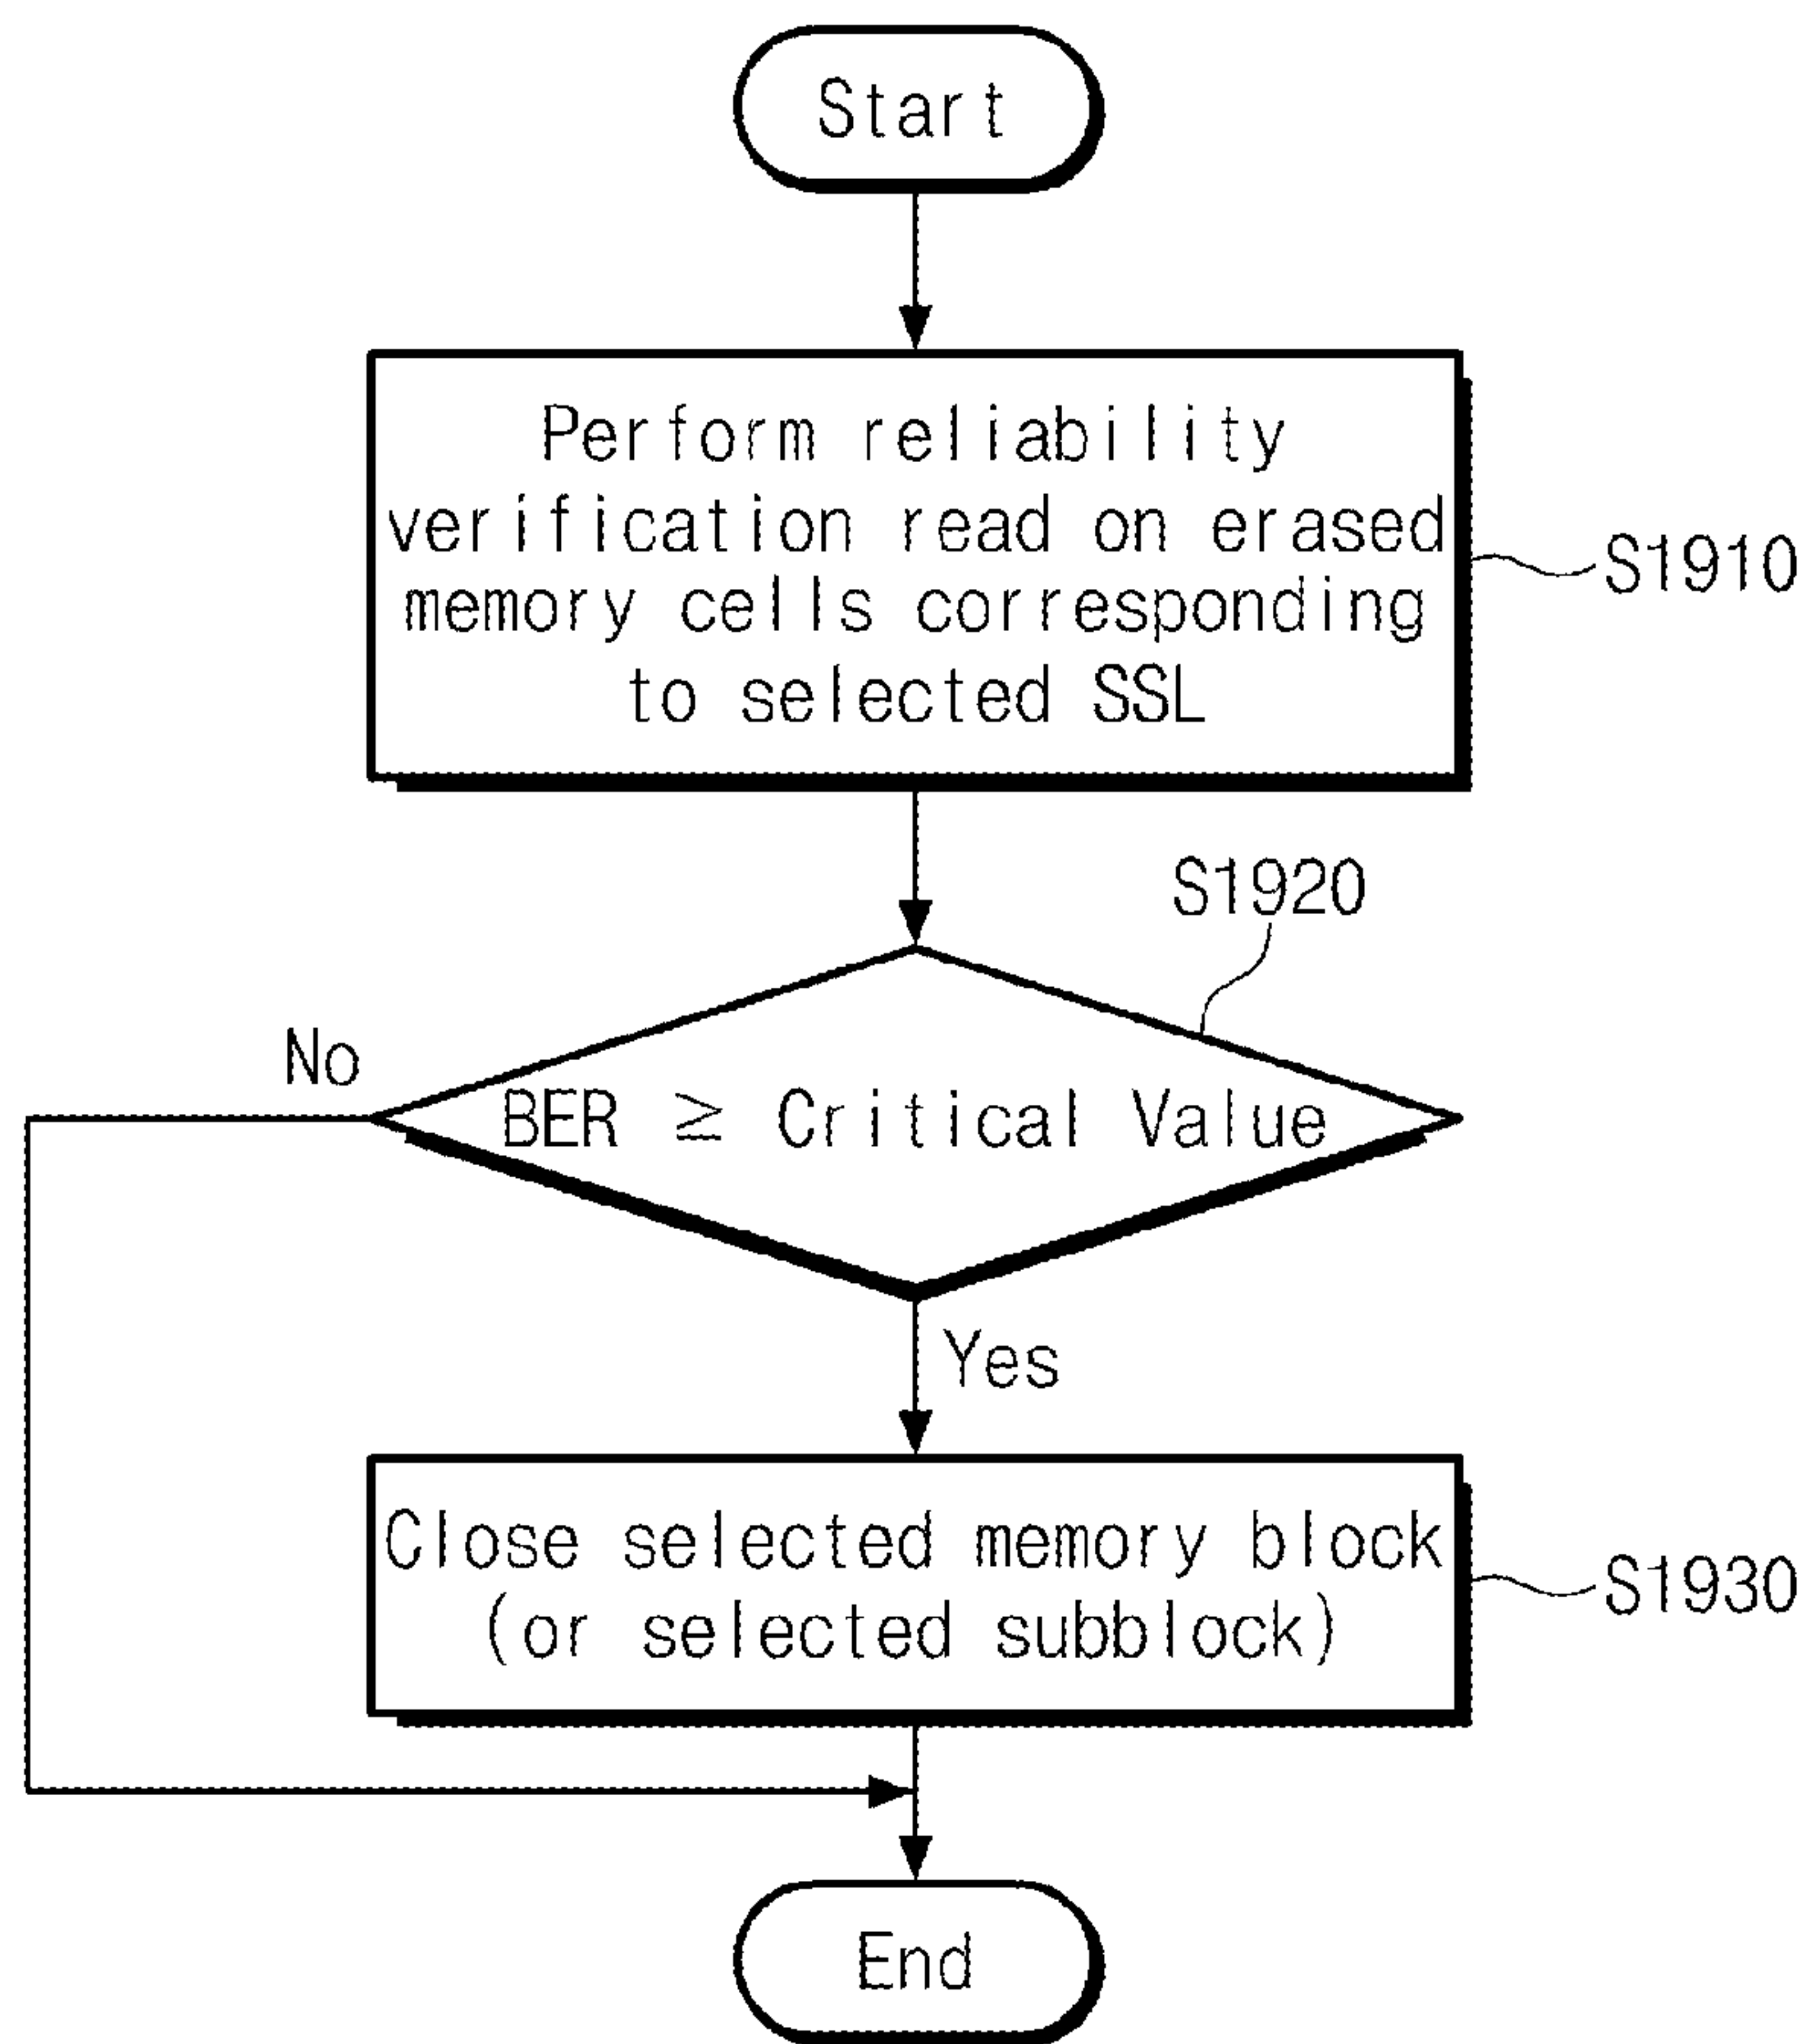 Start
Perform reliability
verification read on erased
memory cells corresponding
to selected SSL
S1910
S1920
No
BER ≧ Critical Value
Yes
Close selected memory block
(or selected subblock)
S1930
End